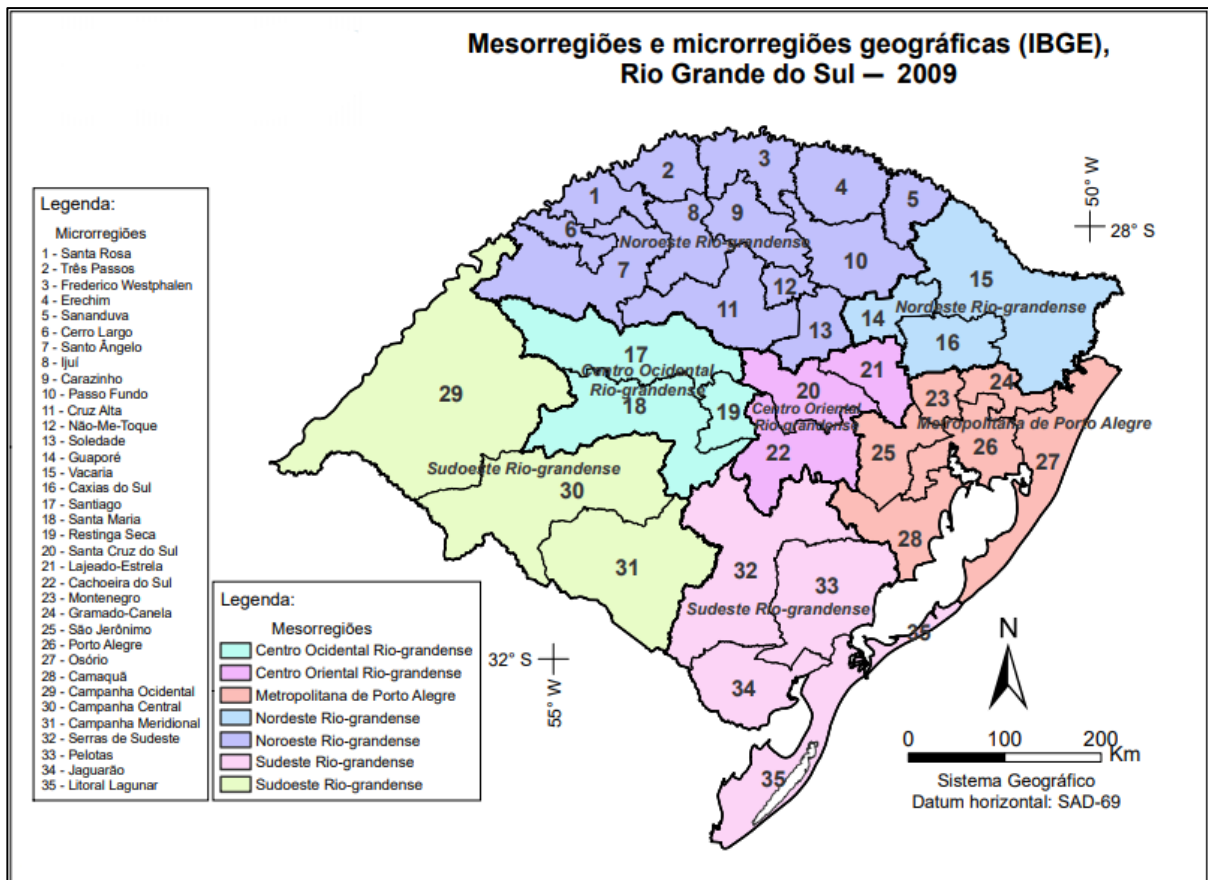 Mesorregiões e microrregiões geográficas (IBGE),
Rio Grande do Sul — 2009
Legenda:
Microrregiões
1 - Santa Rosa
2 - Três Passos
3 - Frederico Westphalen
4 - Erechim
5 - Sananduva
6 - Cerro Largo
7 - Santo Ângelo
8 - Ijuí
9 - Carazinho
10 - Passo Fundo
11 - Cruz Alta
12 - Não-Me-Toque
13 - Soledade
14 - Guaporé
15 - Vacaria
16 - Caxias do Sul
17 - Santiago
18 - Santa Maria
19 - Restinga Seca
20 - Santa Cruz do Sul
21 - Lajeado-Estrela
22 - Cachoeira do Sul
23 - Montenegro
24 - Gramado-Canela
25 - São Jerônimo
26 - Porto Alegre
27 - Osório
28 - Camaquã
29 - Campanha Ocidental
30 - Campanha Central
31 - Campanha Meridional
32 - Serras de Sudeste
33 - Pelotas
34 - Jaguarão
35 - Litoral Lagunar
Legenda:
Mesorregiões
Centro Ocidental Rio-grandense
Centro Oriental Rio-grandense
Metropolitana de Porto Alegre
Nordeste Rio-grandense
Noroeste Rio-grandense
Sudeste Rio-grandense
Sudoeste Rio-grandense
1
2
3
4
5
6
7
8
9
Noroeste Rio-grandense
10
11
12
13
14
15
Nordeste Rio-grandense
16
17
Centro Ocidental
Rio-grandense
18
19
20
21
Centro Oriental
Rio-grandense
22
23
24
Metropolitana de Porto Alegre
25
26
27
28
29
Sudoeste Rio-grandense
30
31
32
33
Sudeste Rio-grandense
34
35
35
50° W
28° S
32° S
55° W
N
0 100 200
Km
Sistema Geográfico
Datum horizontal: SAD-69